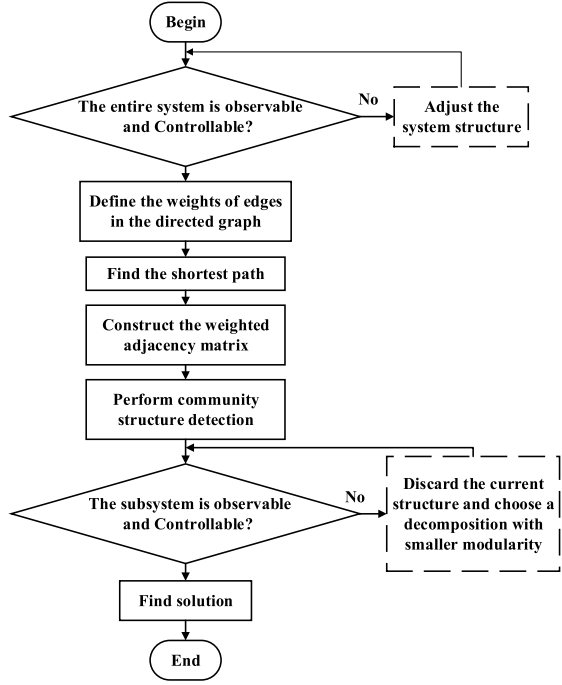 Begin
The entire system is observable
and Controllable?
No
Adjust the
system structure
Define the weights of edges
in the directed graph
Find the shortest path
Construct the weighted
adjacency matrix
Perform community
structure detection
The subsystem is observable
and Controllable?
No
Discard the current
structure and choose a
decomposition with
smaller modularity
Find solution
End